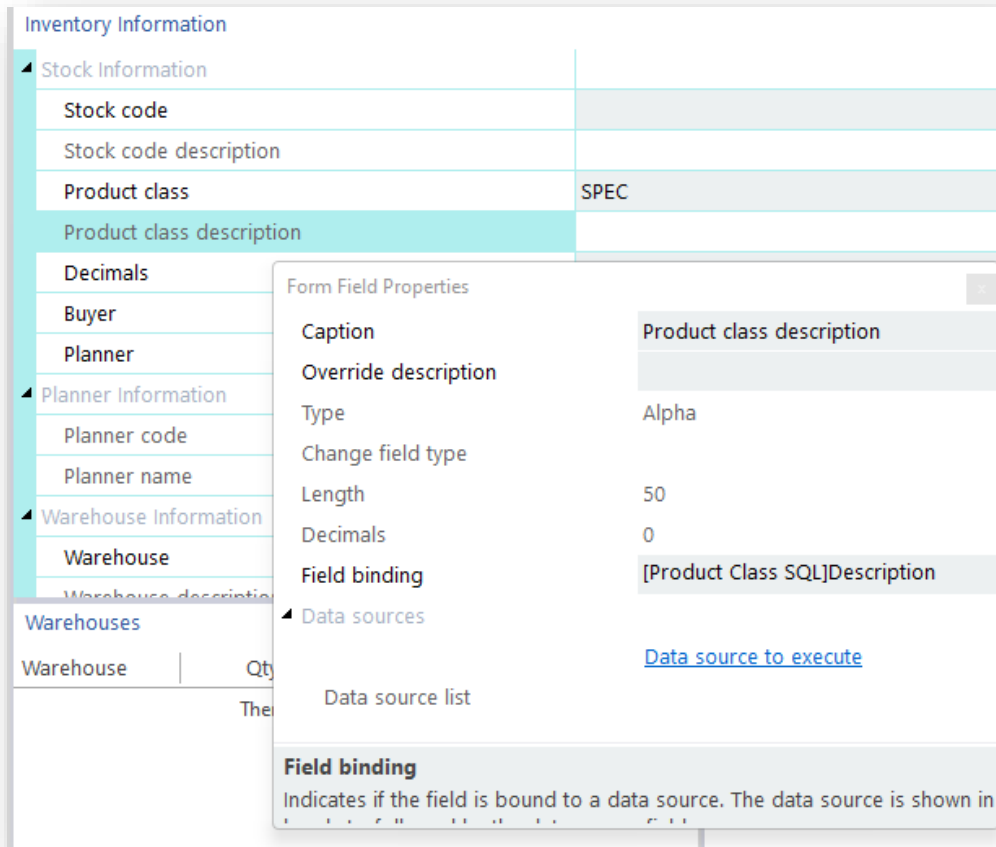 Inventory Information
Stock Information
Stock code
Stock code description
Product class SPEC
Product class description
Decimals
Buyer
Planner
Planner Information
Planner code
Planner name
Warehouse Information
Warehouse
Warehouse description
Warehouses
Warehouse Qty
Form Field Properties
x
Caption Product class description
Override description
Type Alpha
Change field type
Length 50
Decimals 0
Field binding [Product Class SQL]Description
Data sources
Data source to execute
Data source list
Field binding
Indicates if the field is bound to a data source. The data source is shown in